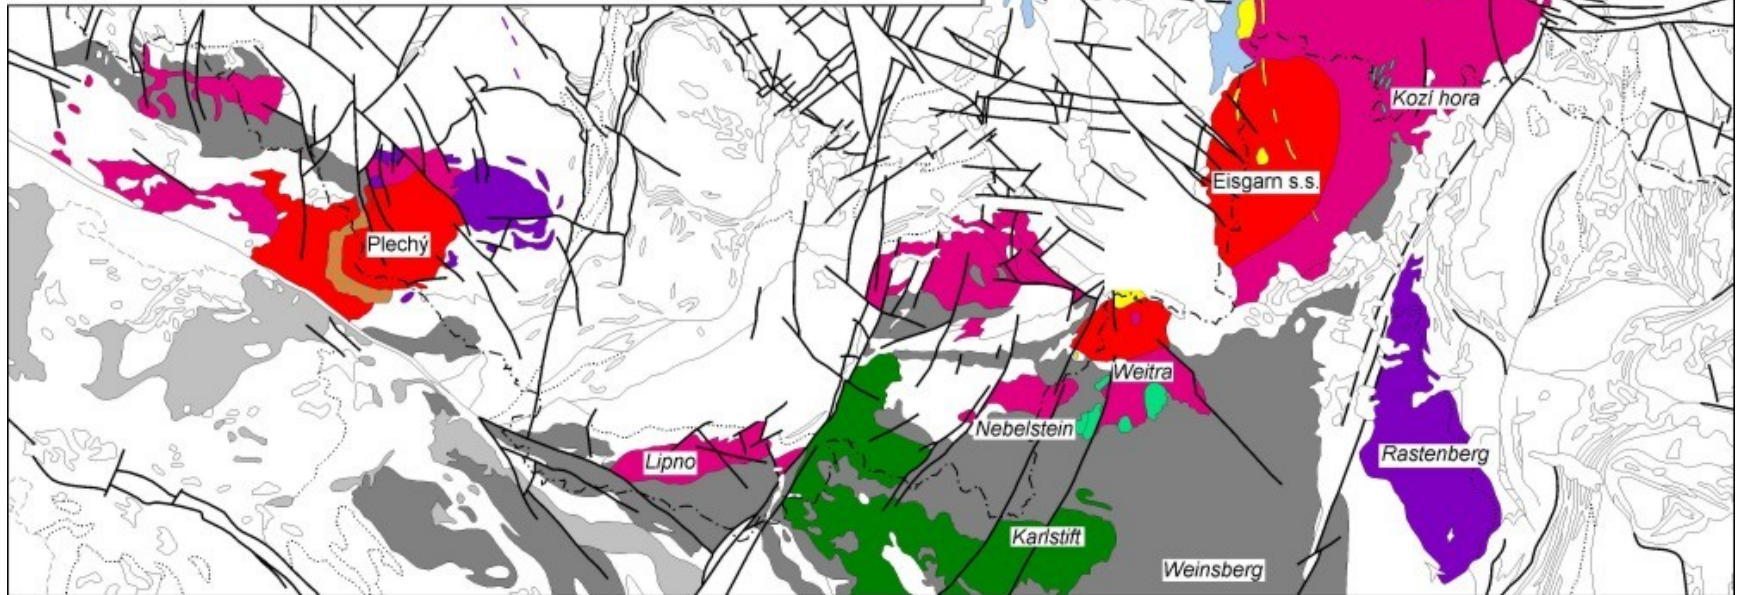 Kozí hora
Eisgarn s.s.
Plechý
Weitra
Nebelstein
Lipno
Rastenberg
Karlstift
Weinsberg